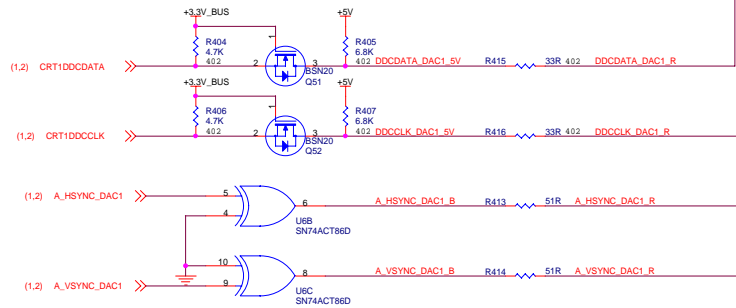 +3.3V_BUS +5V
1
R404 R405
4.7K 6.8K
(1,2) CRT1DDCDATA 402 2 3 402 DDCDATA_DAC1_5V R415 33R 402 DDCDATA_DAC1_R
BSN20
+3.3V_BUS Q51 +5V
1
R406 R407
4.7K 6.8K
(1,2) CRT1DDCCLK 402 2 3 402 DDCCLK_DAC1_5V R416 33R 402 DDCCLK_DAC1_R
BSN20
Q52
(1,2) A_HSYNC_DAC1 5 6 A_HSYNC_DAC1_B R413 51R A_HSYNC_DAC1_R
4
U6B
SN74ACT86D
10
(1,2) A_VSYNC_DAC1 9 8 A_VSYNC_DAC1_B R414 51R A_VSYNC_DAC1_R
U6C
SN74ACT86D